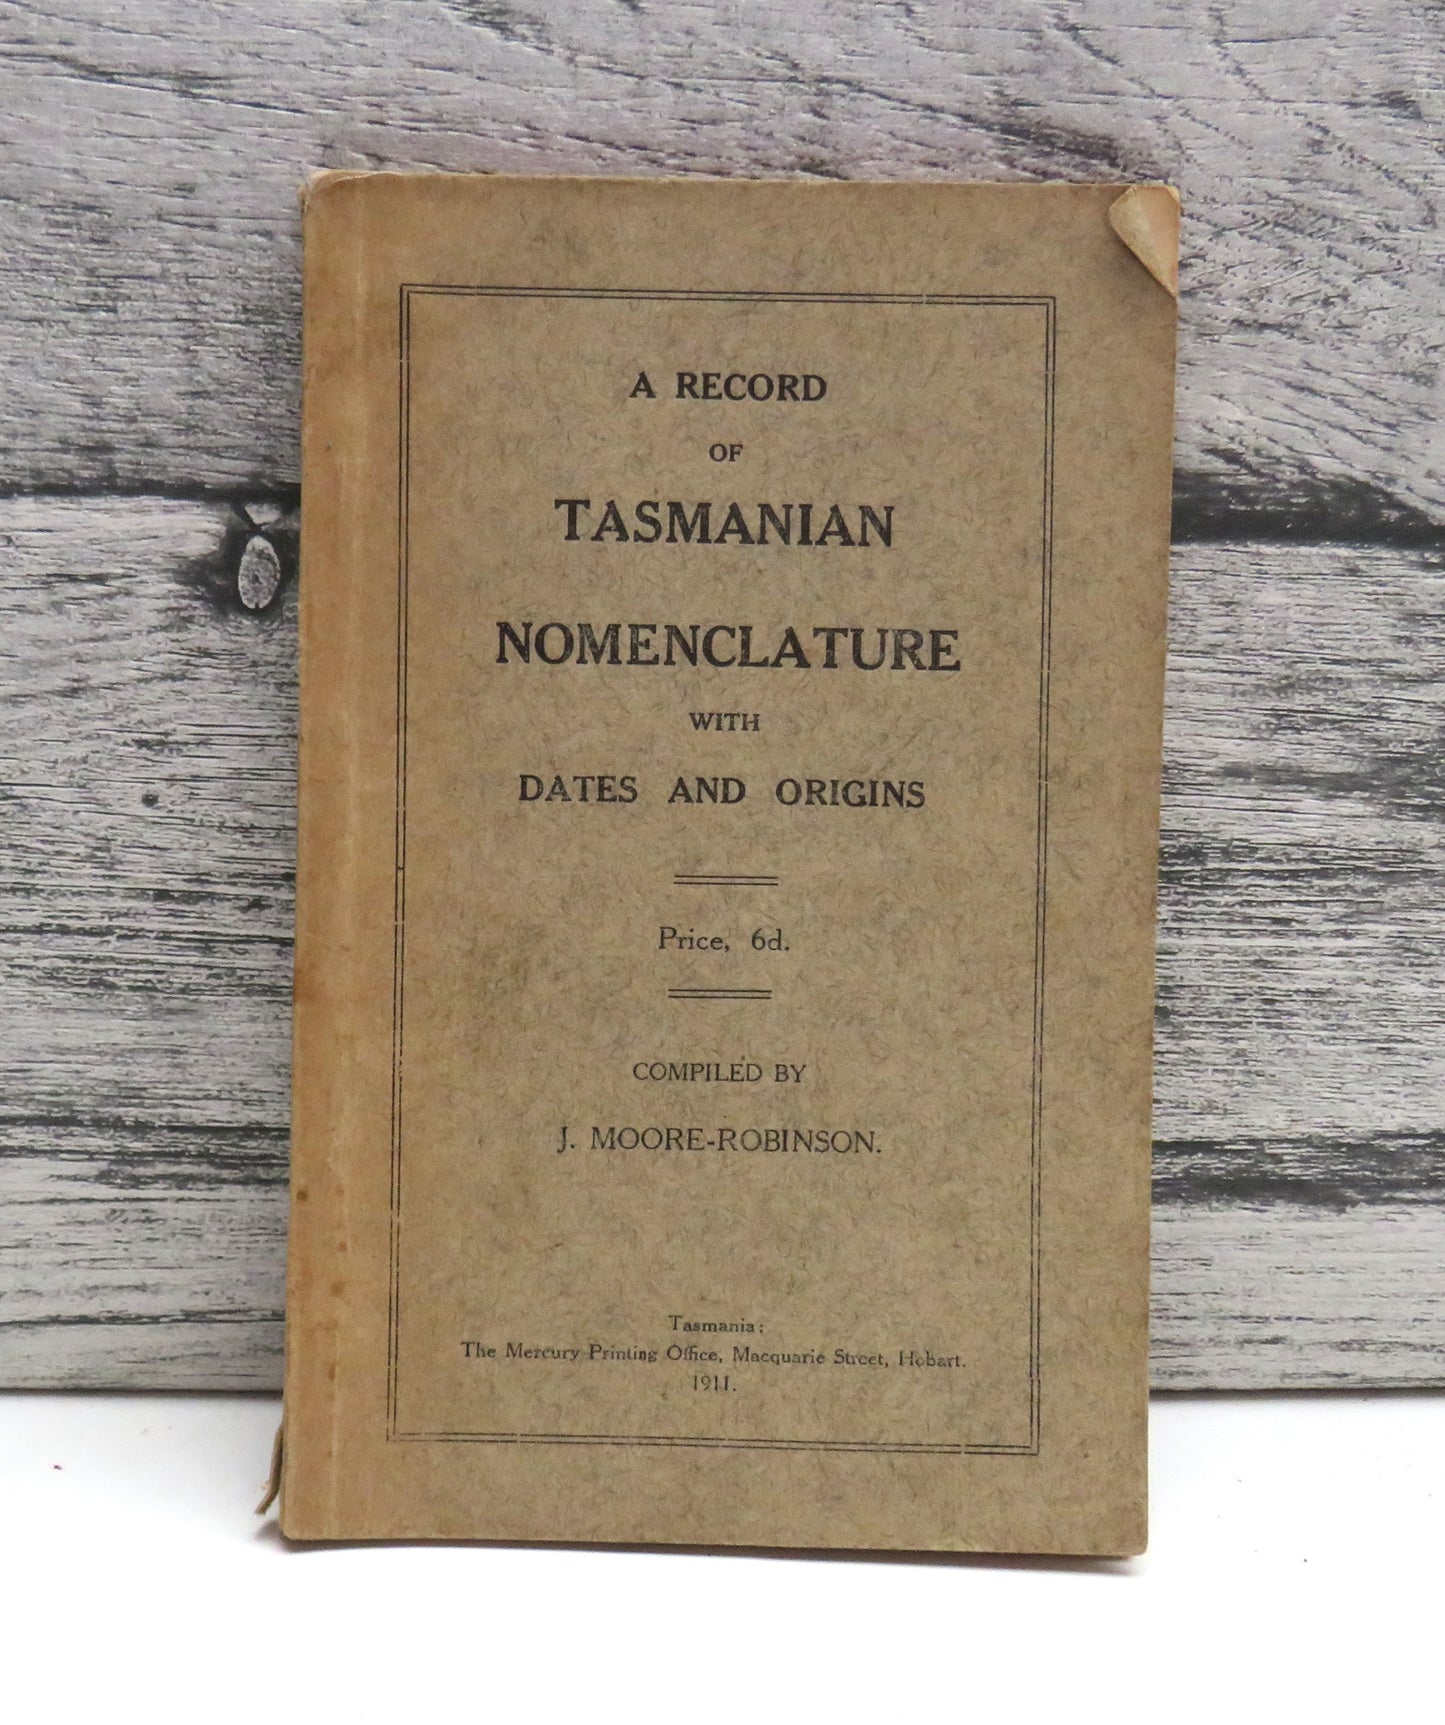 A RECORD
OF
TASMANIAN
NOMENCLATURE
WITH
DATES AND ORIGINS
Price, 6d.
COMPILED BY
J. MOORE-ROBINSON.
Tasmania:
The Mercury Printing Office, Macquarie Street, Hobart.
1911.